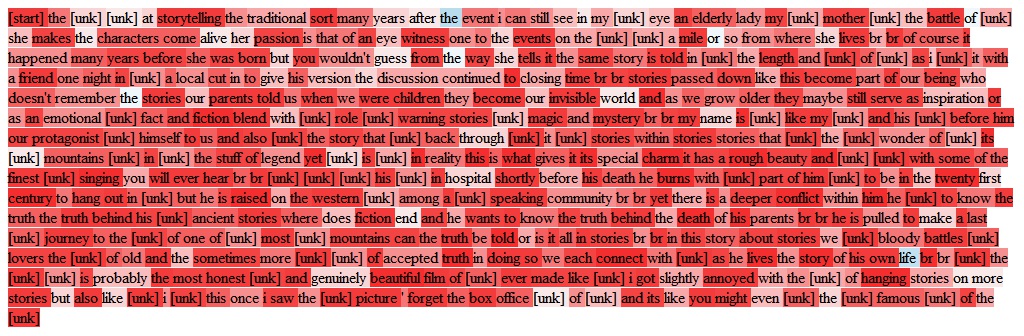 [start] the [unk] [unk] at storytelling the traditional sort many years after the event i can still see in my [unk] eye an elderly lady my [unk] mother [unk] the battle of [unk]
she makes the characters come alive her passion is that of an eye witness one to the events on the [unk] [unk] a mile or so from where she lives br br of course it
happened many years before she was born but you wouldn't guess from the way she tells it the same story is told in [unk] the length and [unk] of [unk] as i [unk] it with
a friend one night in [unk] a local cut in to give his version the discussion continued to closing time br br stories passed down like this become part of our being who
doesn't remember the stories our parents told us when we were children they become our invisible world and as we grow older they maybe still serve as inspiration or
as an emotional [unk] fact and fiction blend with [unk] role [unk] warning stories [unk] magic and mystery br br my name is [unk] like my [unk] and his [unk] before him
our protagonist [unk] himself to us and also [unk] the story that [unk] back through [unk] it [unk] stories within stories stories that [unk] the [unk] wonder of [unk] its
[unk] mountains [unk] in [unk] the stuff of legend yet [unk] is [unk] in reality this is what gives it its special charm it has a rough beauty and [unk] [unk] with some of the
finest [unk] singing you will ever hear br br [unk] [unk] [unk] his [unk] in hospital shortly before his death he burns with [unk] part of him [unk] to be in the twenty first
century to hang out in [unk] but he is raised on the western [unk] among a [unk] speaking community br br yet there is a deeper conflict within him he [unk] to know the
truth the truth behind his [unk] ancient stories where does fiction end and he wants to know the truth behind the death of his parents br br he is pulled to make a last
[unk] journey to the [unk] of one of [unk] most [unk] mountains can the truth be told or is it all in stories br br in this story about stories we [unk] bloody battles [unk]
lovers the [unk] of old and the sometimes more [unk] [unk] of accepted truth in doing so we each connect with [unk] as he lives the story of his own life br br [unk] the
[unk] [unk] is probably the most honest [unk] and genuinely beautiful film of [unk] ever made like [unk] i got slightly annoyed with the [unk] of hanging stories on more
stories but also like [unk] i [unk] this once i saw the [unk] picture ' forget the box office [unk] of [unk] and its like you might even [unk] the [unk] famous [unk] of the
[unk]